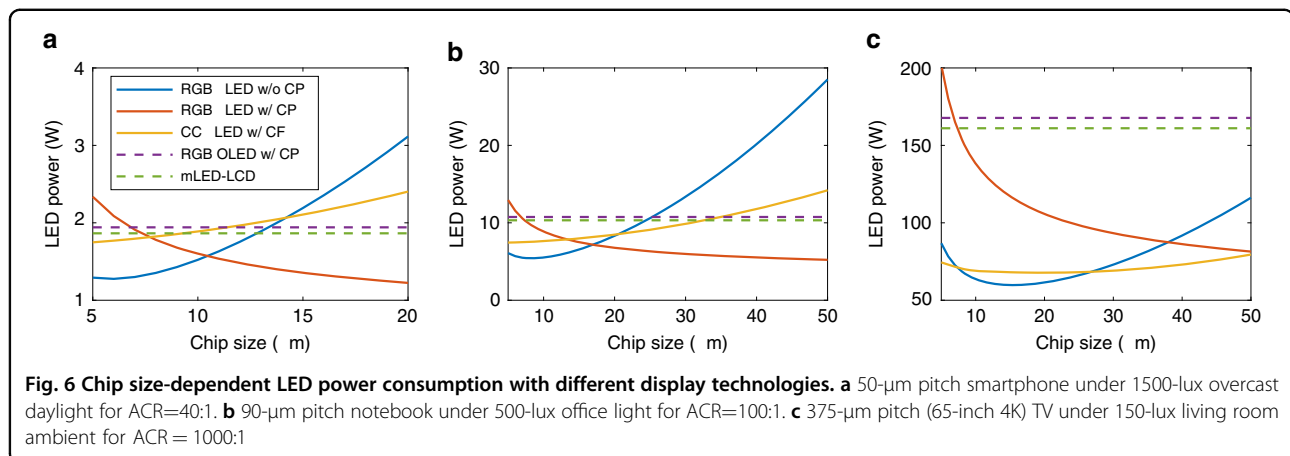 a
b
c
4
3
2
1
LED power (W)
RGB LED w/o CP
RGB LED w/ CP
CC LED w/ CF
RGB OLED w/ CP
mLED-LCD
5
10
15
20
Chip size ( m)
30
20
10
0
LED power (W)
10
20
30
40
50
Chip size ( m)
200
150
100
50
LED power (W)
10
20
30
40
50
Chip size ( m)
Fig. 6 Chip size-dependent LED power consumption with different display technologies. a 50-μm pitch smartphone under 1500-lux overcast
daylight for ACR=40:1. b 90-μm pitch notebook under 500-lux office light for ACR=100:1. c 375-μm pitch (65-inch 4K) TV under 150-lux living room
ambient for ACR = 1000:1